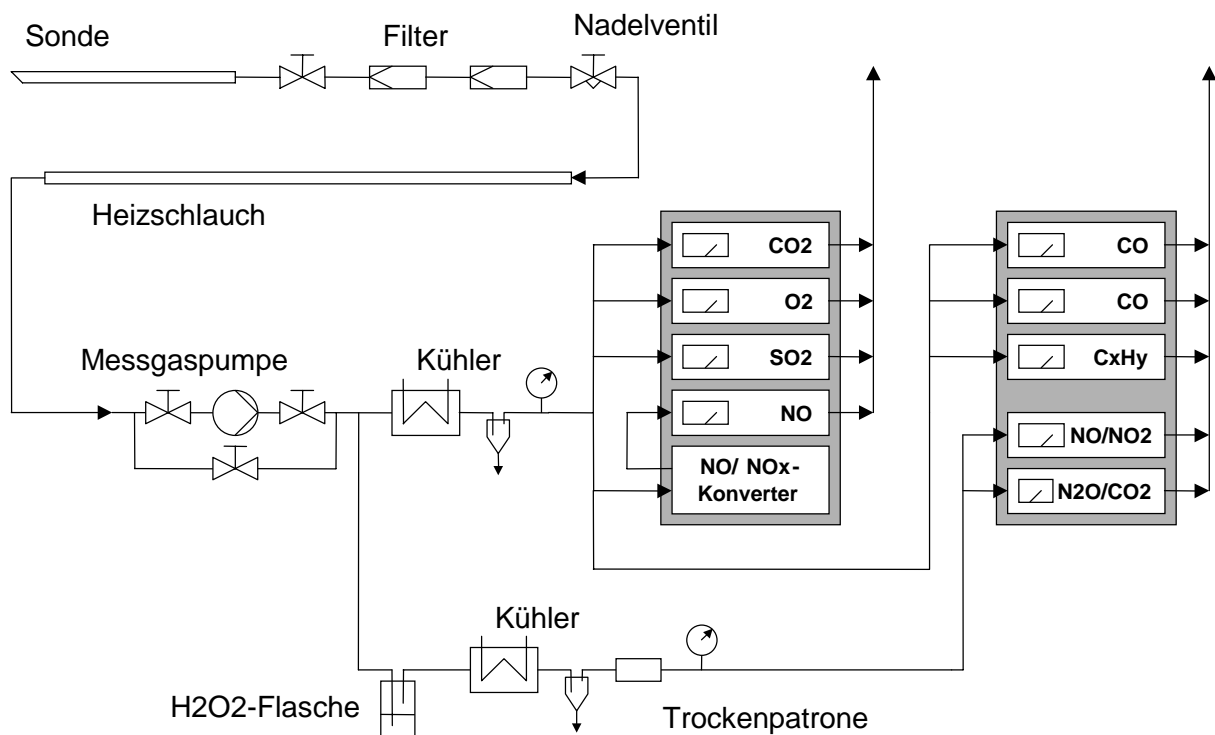 Sonde
Filter
Nadelventil
Heizschlauch
Messgaspumpe
Kühler
CO2
O2
SO2
NO
NO/ NOx-
Konverter
CO
CO
CxHy
NO/NO2
N2O/CO2
Kühler
H2O2-Flasche
Trockenpatrone